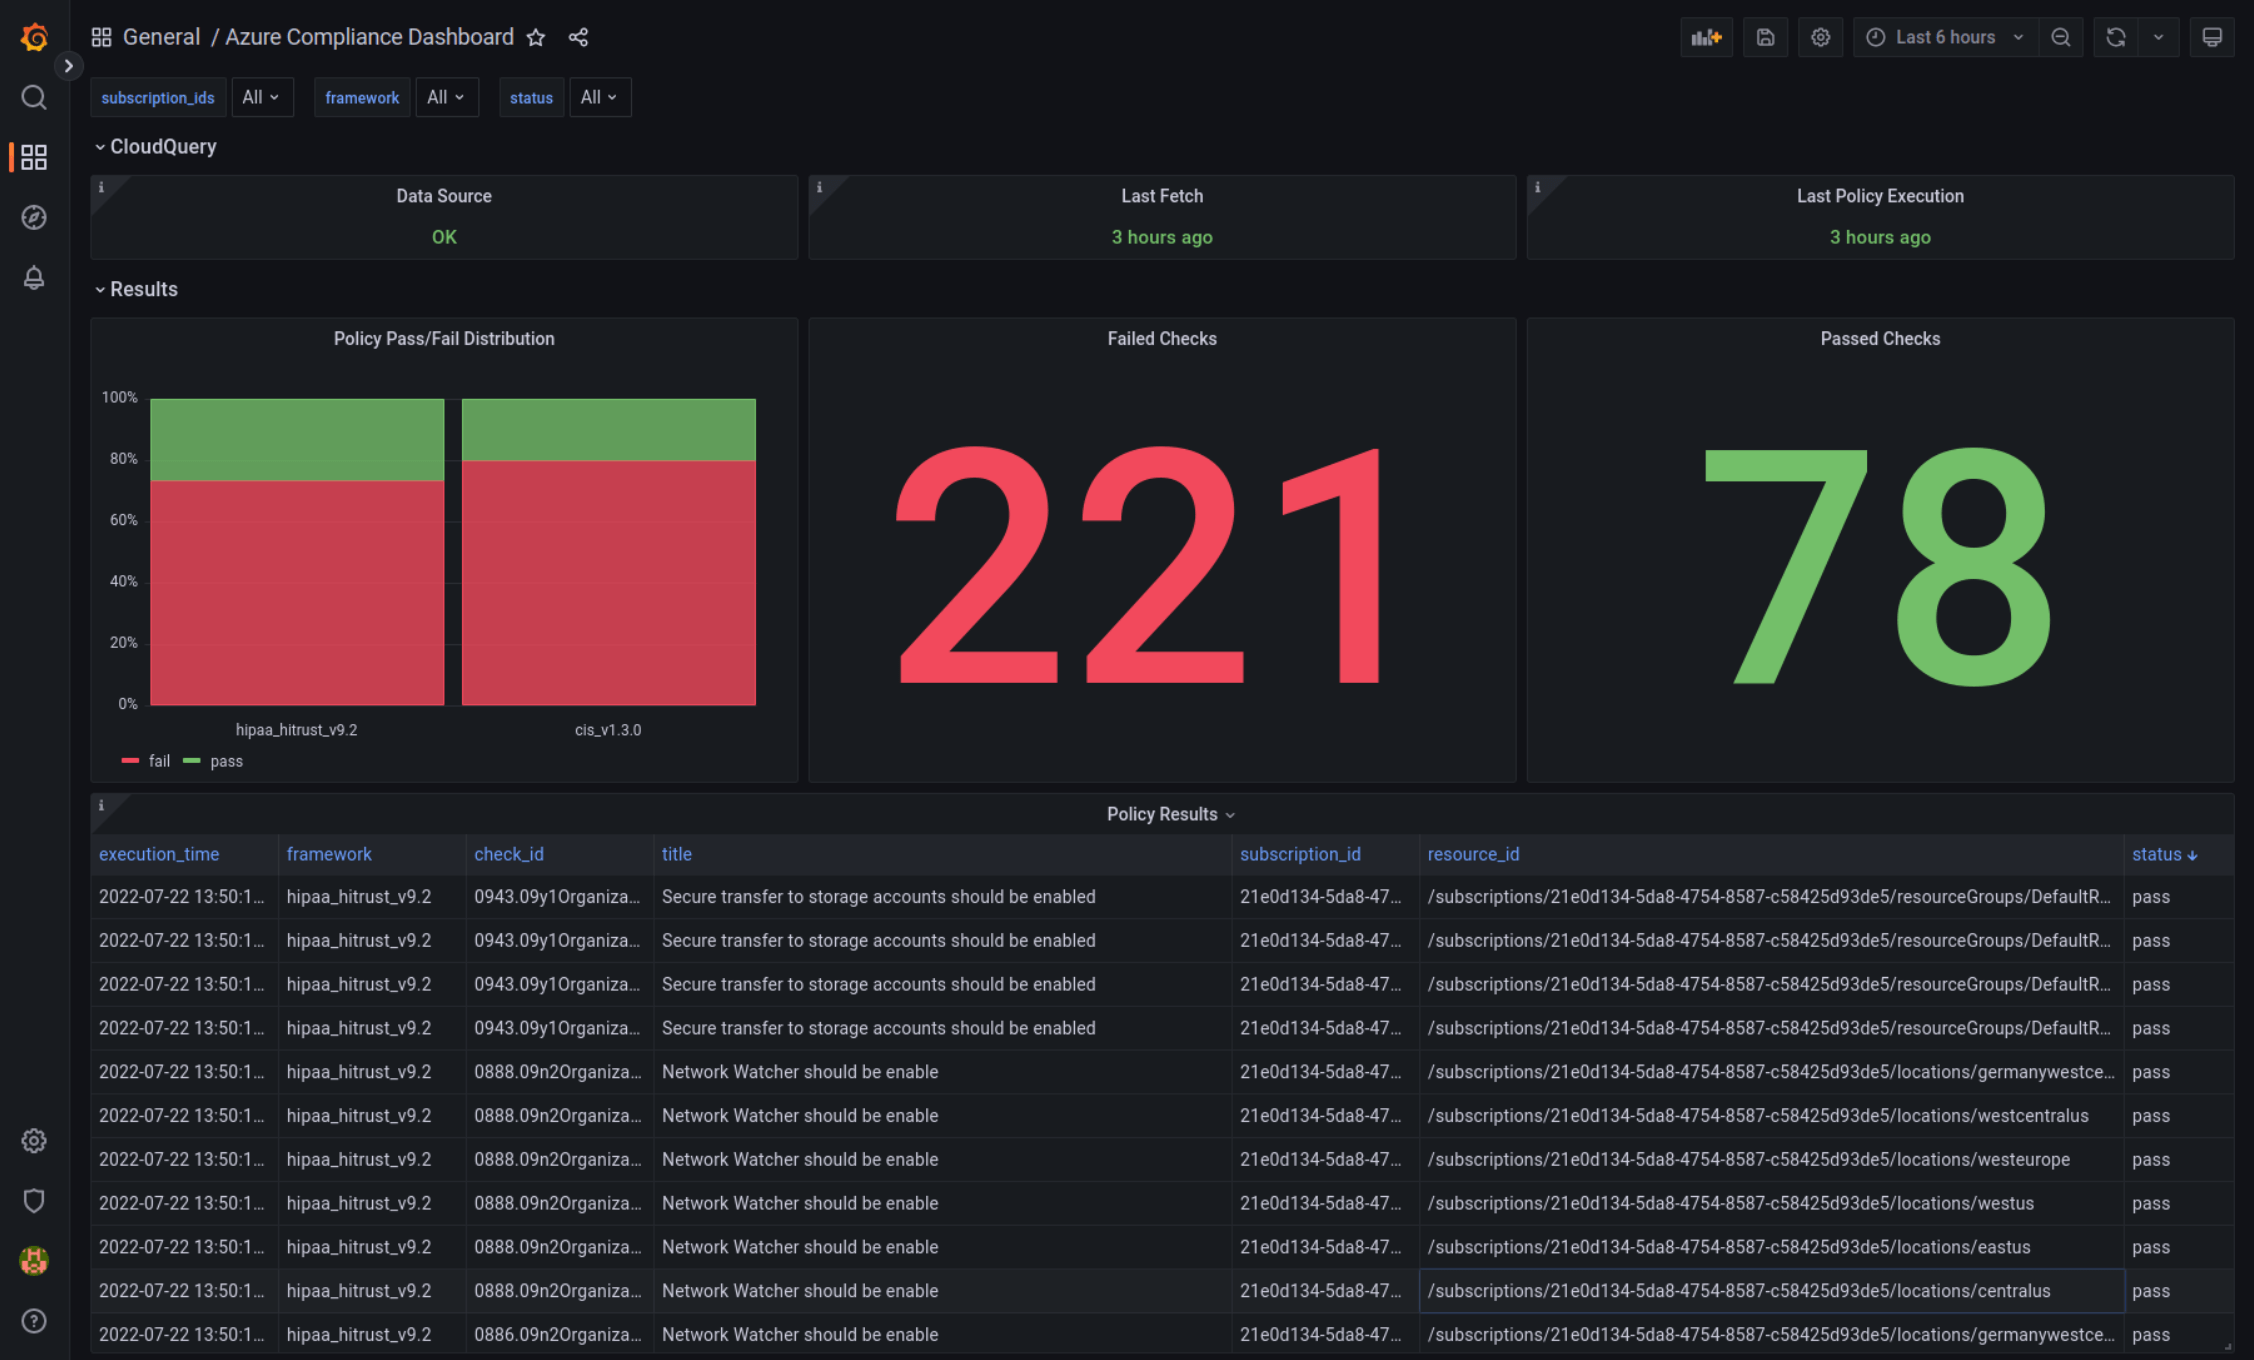 General / Azure Compliance Dashboard
Last 6 hours
subscription_ids All framework All status All
CloudQuery
Data Source
OK
Last Fetch
3 hours ago
Last Policy Execution
3 hours ago
Results
Policy Pass/Fail Distribution
100%
80%
60%
40%
20%
0%
hipaa_hitrust_v9.2 cis_v1.3.0
fail pass
Failed Checks
221
Passed Checks
78
Policy Results
execution_time framework check_id title subscription_id resource_id status
2022-07-22 13:50:1... hipaa_hitrust_v9.2 0943.09y1Organiza... Secure transfer to storage accounts should be enabled 21e0d134-5da8-47... /subscriptions/21e0d134-5da8-4754-8587-c58425d93de5/resourceGroups/DefaultR... pass
2022-07-22 13:50:1... hipaa_hitrust_v9.2 0943.09y1Organiza... Secure transfer to storage accounts should be enabled 21e0d134-5da8-47... /subscriptions/21e0d134-5da8-4754-8587-c58425d93de5/resourceGroups/DefaultR... pass
2022-07-22 13:50:1... hipaa_hitrust_v9.2 0943.09y1Organiza... Secure transfer to storage accounts should be enabled 21e0d134-5da8-47... /subscriptions/21e0d134-5da8-4754-8587-c58425d93de5/resourceGroups/DefaultR... pass
2022-07-22 13:50:1... hipaa_hitrust_v9.2 0943.09y1Organiza... Secure transfer to storage accounts should be enabled 21e0d134-5da8-47... /subscriptions/21e0d134-5da8-4754-8587-c58425d93de5/resourceGroups/DefaultR... pass
2022-07-22 13:50:1... hipaa_hitrust_v9.2 0888.09n2Organiza... Network Watcher should be enable 21e0d134-5da8-47... /subscriptions/21e0d134-5da8-4754-8587-c58425d93de5/locations/germanywestce... pass
2022-07-22 13:50:1... hipaa_hitrust_v9.2 0888.09n2Organiza... Network Watcher should be enable 21e0d134-5da8-47... /subscriptions/21e0d134-5da8-4754-8587-c58425d93de5/locations/westcentralus pass
2022-07-22 13:50:1... hipaa_hitrust_v9.2 0888.09n2Organiza... Network Watcher should be enable 21e0d134-5da8-47... /subscriptions/21e0d134-5da8-4754-8587-c58425d93de5/locations/westeurope pass
2022-07-22 13:50:1... hipaa_hitrust_v9.2 0888.09n2Organiza... Network Watcher should be enable 21e0d134-5da8-47... /subscriptions/21e0d134-5da8-4754-8587-c58425d93de5/locations/westus pass
2022-07-22 13:50:1... hipaa_hitrust_v9.2 0888.09n2Organiza... Network Watcher should be enable 21e0d134-5da8-47... /subscriptions/21e0d134-5da8-4754-8587-c58425d93de5/locations/eastus pass
2022-07-22 13:50:1... hipaa_hitrust_v9.2 0888.09n2Organiza... Network Watcher should be enable 21e0d134-5da8-47... /subscriptions/21e0d134-5da8-4754-8587-c58425d93de5/locations/centralus pass
2022-07-22 13:50:1... hipaa_hitrust_v9.2 0886.09n2Organiza... Network Watcher should be enable 21e0d134-5da8-47... /subscriptions/21e0d134-5da8-4754-8587-c58425d93de5/locations/germanywestce... pass